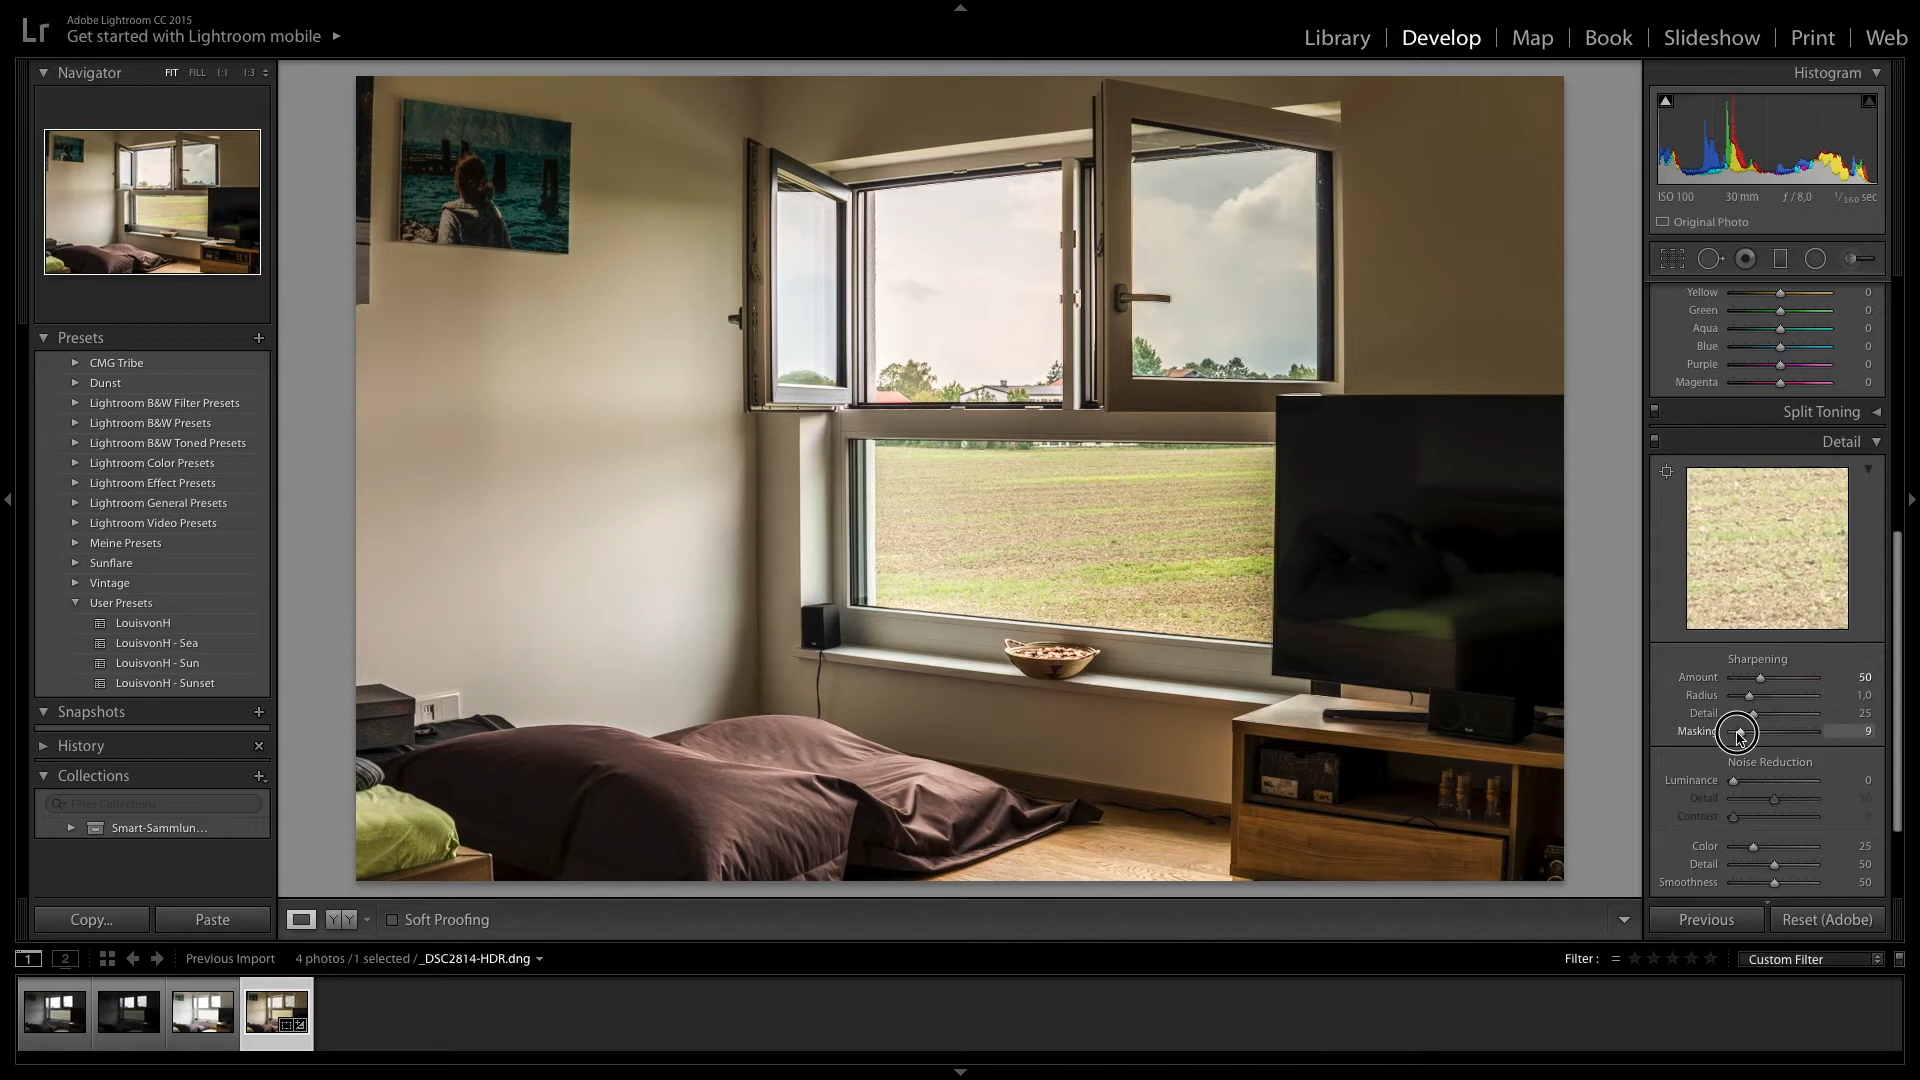 Lr
Adobe Lightroom CC 2015
Get started with Lightroom mobile
Library | Develop | Map | Book | Slideshow | Print | Web
Navigator FIT FILL 1:1 1:3
Presets +
CMG Tribe
Dunst
Lightroom B&W Filter Presets
Lightroom B&W Presets
Lightroom B&W Toned Presets
Lightroom Color Presets
Lightroom Effect Presets
Lightroom General Presets
Lightroom Video Presets
Meine Presets
Sunflare
Vintage
User Presets
LouisvonH
LouisvonH - Sea
LouisvonH - Sun
LouisvonH - Sunset
Snapshots +
History ×
Collections +
Filter Collections
Smart-Sammlun...
Copy... Paste
YY Soft Proofing
Histogram
ISO 100 30 mm ƒ / 8,0 1/160 sec
Original Photo
Yellow 0
Green 0
Aqua 0
Blue 0
Purple 0
Magenta 0
Split Toning
Detail
Sharpening
Amount 50
Radius 1,0
Detail 25
Masking 9
Noise Reduction
Luminance 0
Detail 50
Contrast 0
Color 25
Detail 50
Smoothness 50
Previous Reset (Adobe)
1 2 Previous Import 4 photos / 1 selected / _DSC2814-HDR.dng
Filter : = Custom Filter